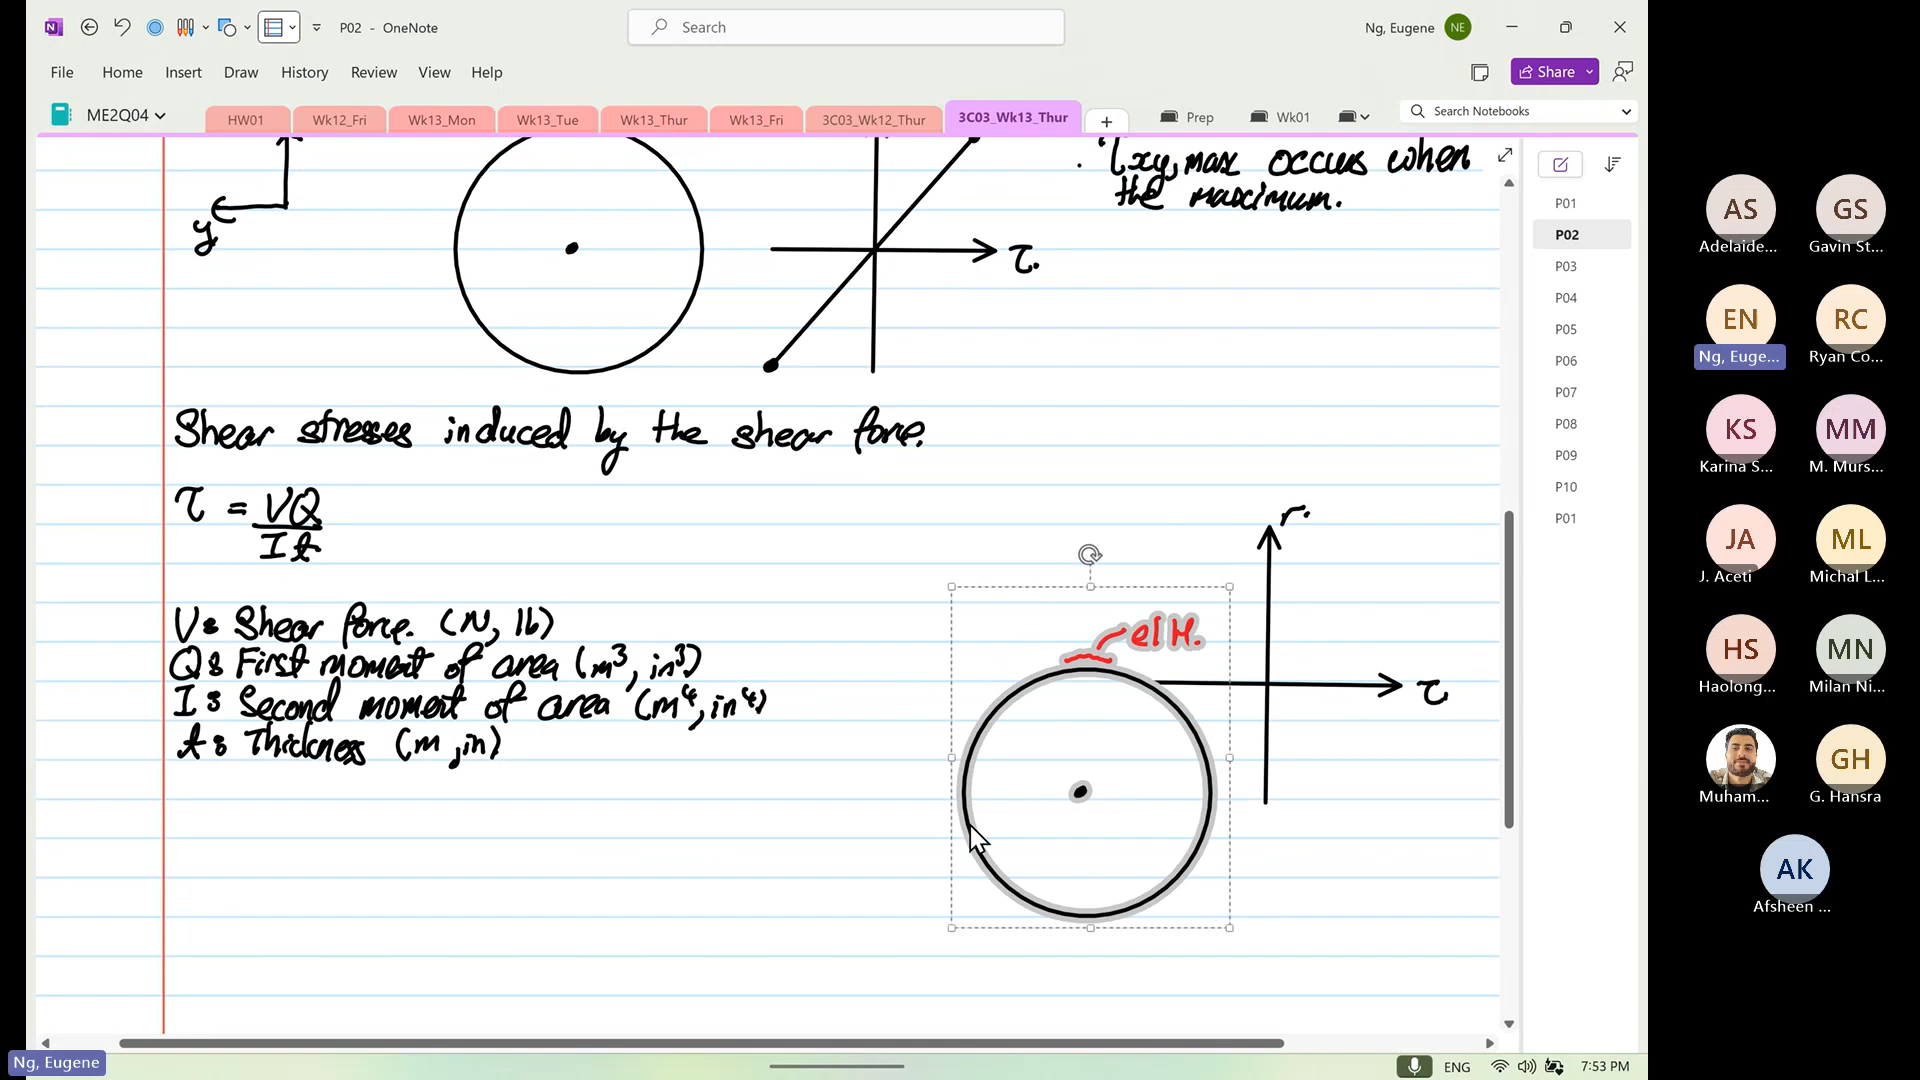 P02 - OneNote
Search
Ng, Eugene
NE
File Home Insert Draw History Review View Help
Share
ME2Q04
HW01
Wk12_Fri
Wk13_Mon
Wk13_Tue
Wk13_Thur
Wk13_Fri
3C03_Wk12_Thur
3C03_Wk13_Thur
Prep
Wk01
Search Notebooks
τxy,max occurs when
the maximum.
y
τ.
Shear stresses induced by the shear force.
τ = VQ
It
V: Shear force. (N, lb)
Q: First moment of area (m³, in³)
I: Second moment of area (m⁴, in⁴)
t: Thickness (m, in)
r.
el H.
τ
P01
P02
P03
P04
P05
P06
P07
P08
P09
P10
P01
AS
Adelaide...
GS
Gavin St...
EN
Ng, Euge...
RC
Ryan Co...
KS
Karina S...
MM
M. Murs...
JA
J. Aceti
ML
Michal L...
HS
Haolong...
MN
Milan Ni...
Muham...
GH
G. Hansra
AK
Afsheen ...
Ng, Eugene
ENG
7:53 PM